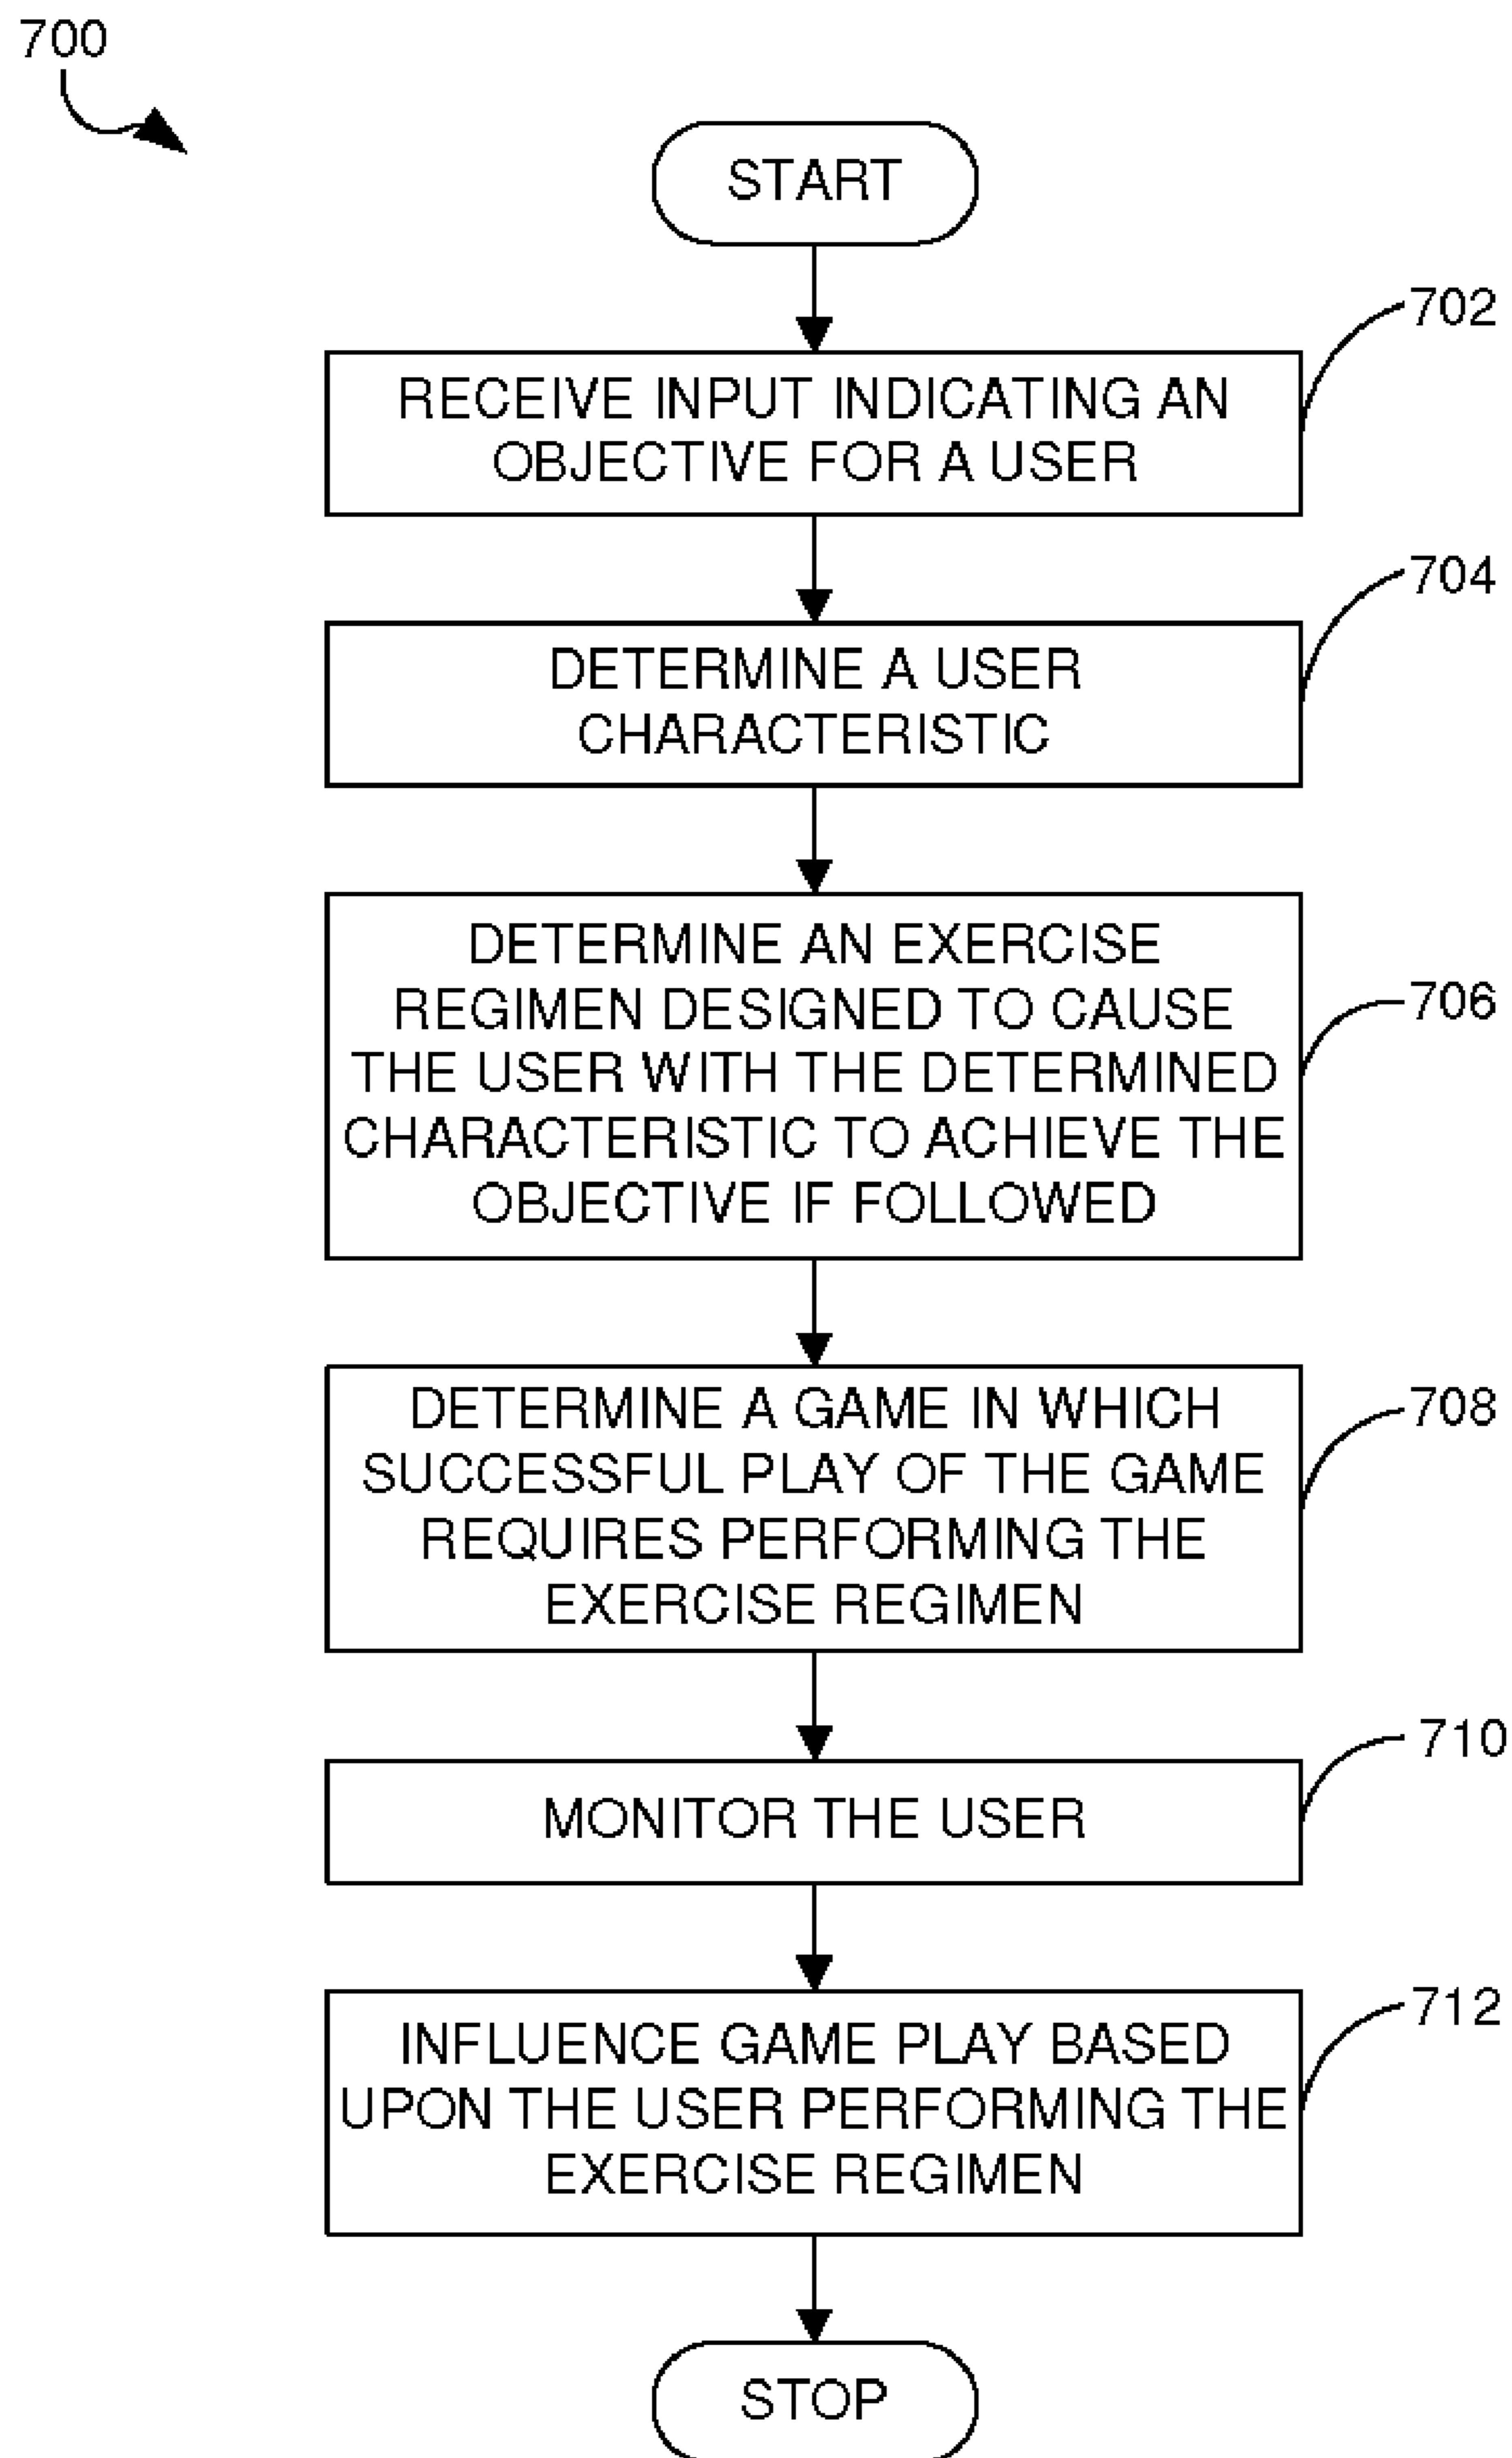 700
START
702
RECEIVE INPUT INDICATING AN
OBJECTIVE FOR A USER
704
DETERMINE A USER
CHARACTERISTIC
DETERMINE AN EXERCISE
REGIMEN DESIGNED TO CAUSE
706
THE USER WITH THE DETERMINED
CHARACTERISTIC TO ACHIEVE THE
OBJECTIVE IF FOLLOWED
DETERMINE A GAME IN WHICH
708
SUCCESSFUL PLAY OF THE GAME
REQUIRES PERFORMING THE
EXERCISE REGIMEN
710
MONITOR THE USER
712
INFLUENCE GAME PLAY BASED
UPON THE USER PERFORMING THE
EXERCISE REGIMEN
STOP